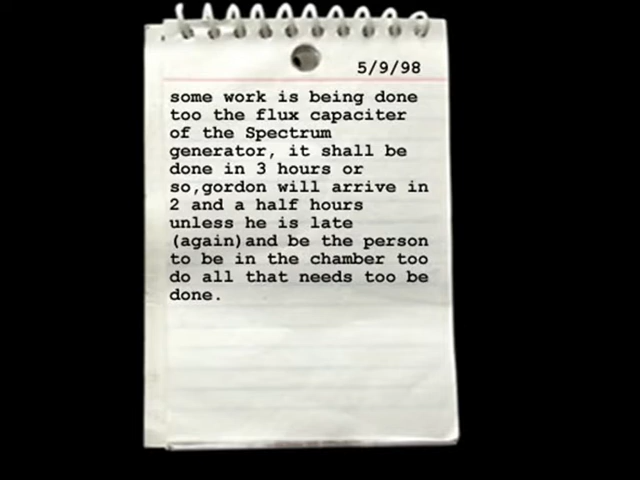 5/9/98
some work is being done
too the flux capaciter
of the Spectrum
generator, it shall be
done in 3 hours or
so,gordon will arrive in
2 and a half hours
unless he is late
(again)and be the person
to be in the chamber too
do all that needs too be
done.